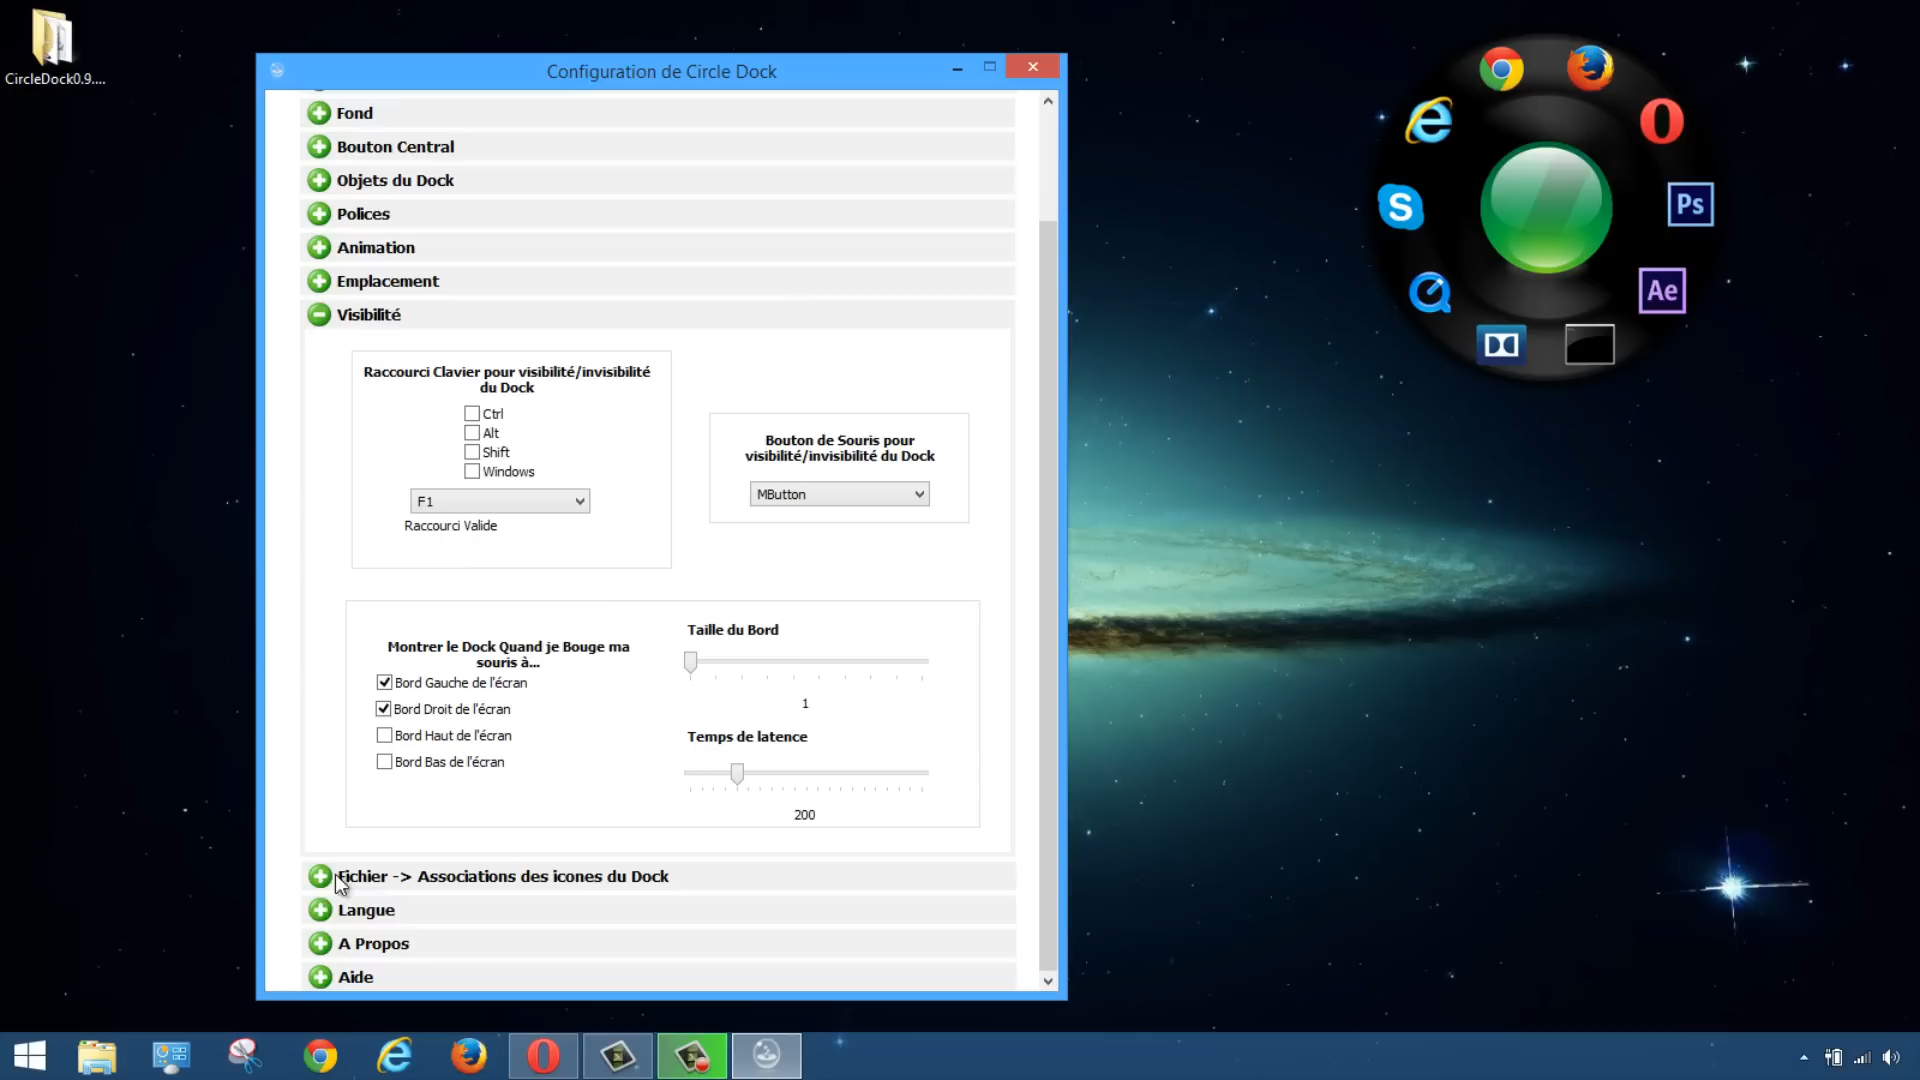 CircleDock0.9....
Configuration de Circle Dock
Fond
Bouton Central
Objets du Dock
Polices
Animation
Emplacement
Visibilité
Raccourci Clavier pour visibilité/invisibilité
du Dock
Ctrl
Alt
Shift
Windows
F1
Raccourci Valide
Bouton de Souris pour
visibilité/invisibilité du Dock
MButton
Montrer le Dock Quand je Bouge ma
souris à...
Bord Gauche de l'écran
Bord Droit de l'écran
Bord Haut de l'écran
Bord Bas de l'écran
Taille du Bord
1
Temps de latence
200
Fichier -> Associations des icones du Dock
Langue
A Propos
Aide
S
Ps
Ae